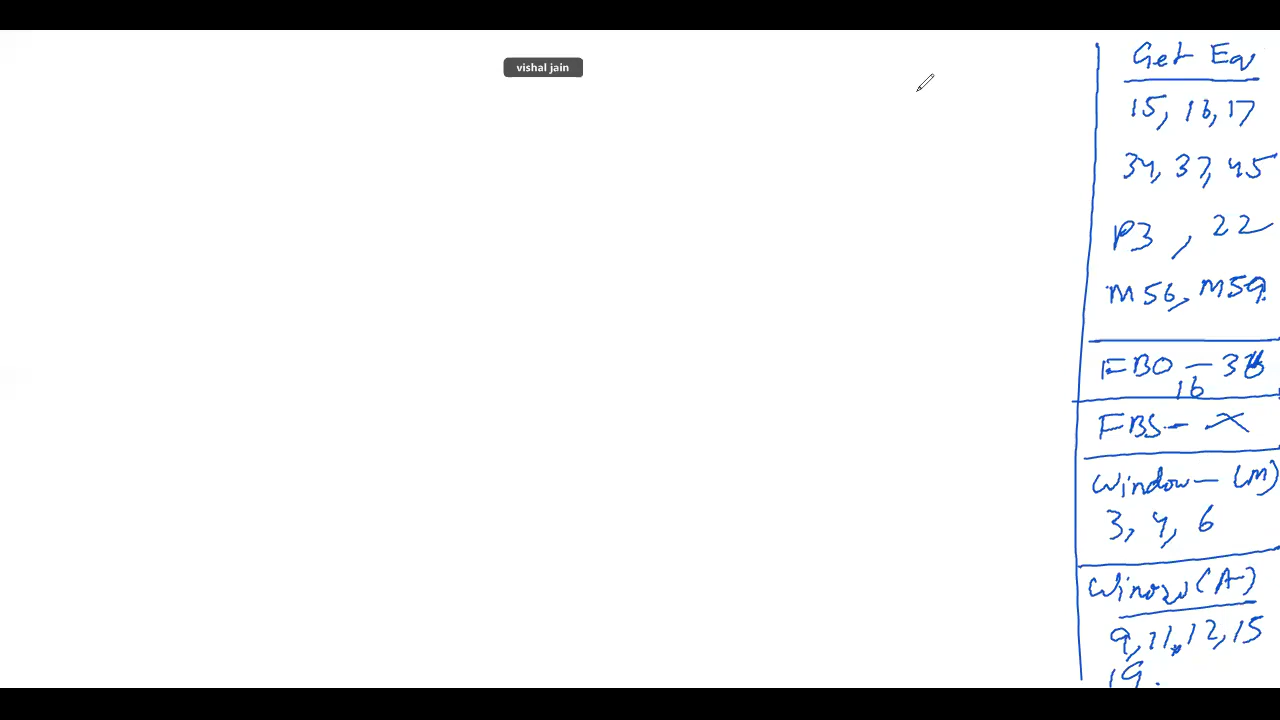 vishal jain
Get Eq
15, 16, 17
34, 37, 45
P3, 22
M56, M59.
FBO -
16
FBS - X
Window - (M)
3, 4, 6
Window (A)
9, 11, 12, 15
19.